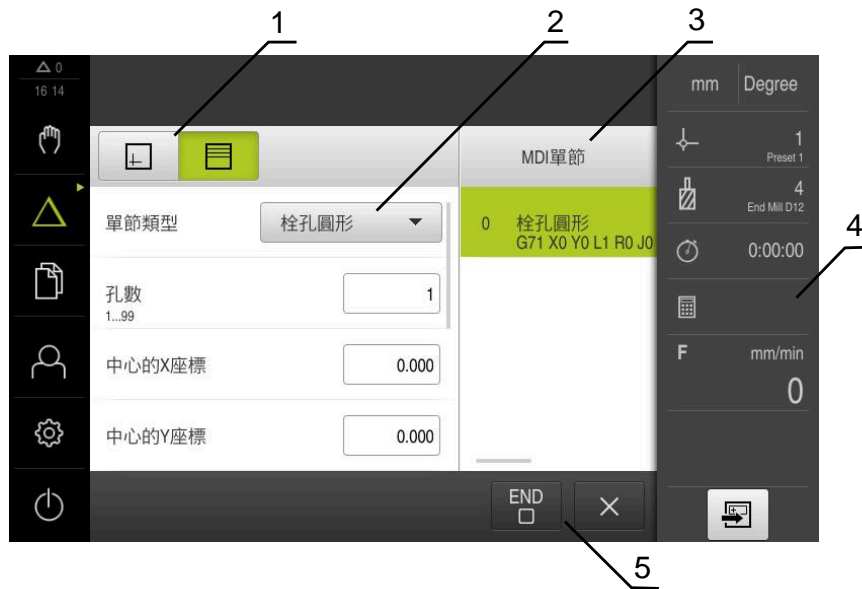 1
2
3
0
16 14
mm
Degree
1
Preset 1
MDI單節
4
End Mill D12
單節類型
栓孔圓形
0
栓孔圓形
G71 X0 Y0 L1 R0 J0
4
0:00:00
孔數
1...99
1
中心的X座標
0.000
F
mm/min
0
中心的Y座標
0.000
END
5